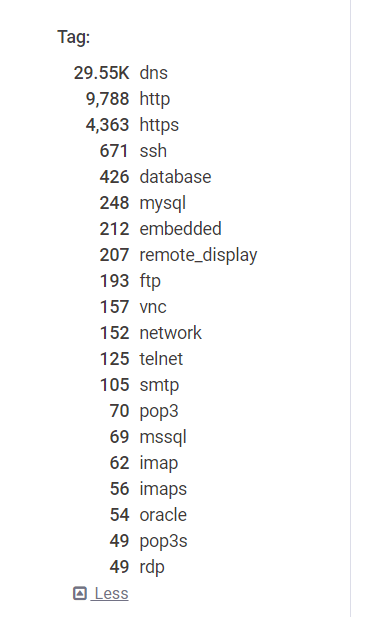 Tag:
29.55K dns
9,788 http
4,363 https
671 ssh
426 database
248 mysql
212 embedded
207 remote_display
193 ftp
157 vnc
152 network
125 telnet
105 smtp
70 pop3
69 mssql
62 imap
56 imaps
54 oracle
49 pop3s
49 rdp
Less